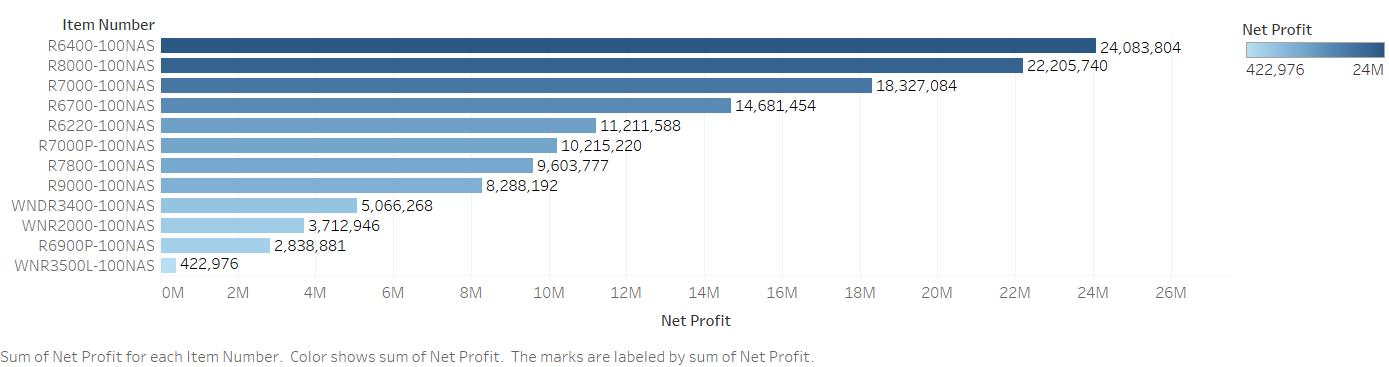 Item Number
Net Profit
R6400-100NAS 24,083,804
R8000-100NAS 22,205,740
422,976 24M
R7000-100NAS 18,327,084
R6700-100NAS 14,681,454
R6220-100NAS 11,211,588
R7000P-100NAS 10,215,220
R7800-100NAS 9,603,777
R9000-100NAS 8,288,192
WNDR3400-100NAS 5,066,268
WNR2000-100NAS 3,712,946
R6900P-100NAS 2,838,881
WNR3500L-100NAS 422,976
0M 2M 4M 6M 8M 10M 12M 14M 16M 18M 20M 22M 24M 26M
Net Profit
Sum of Net Profit for each Item Number. Color shows sum of Net Profit. The marks are labeled by sum of Net Profit.